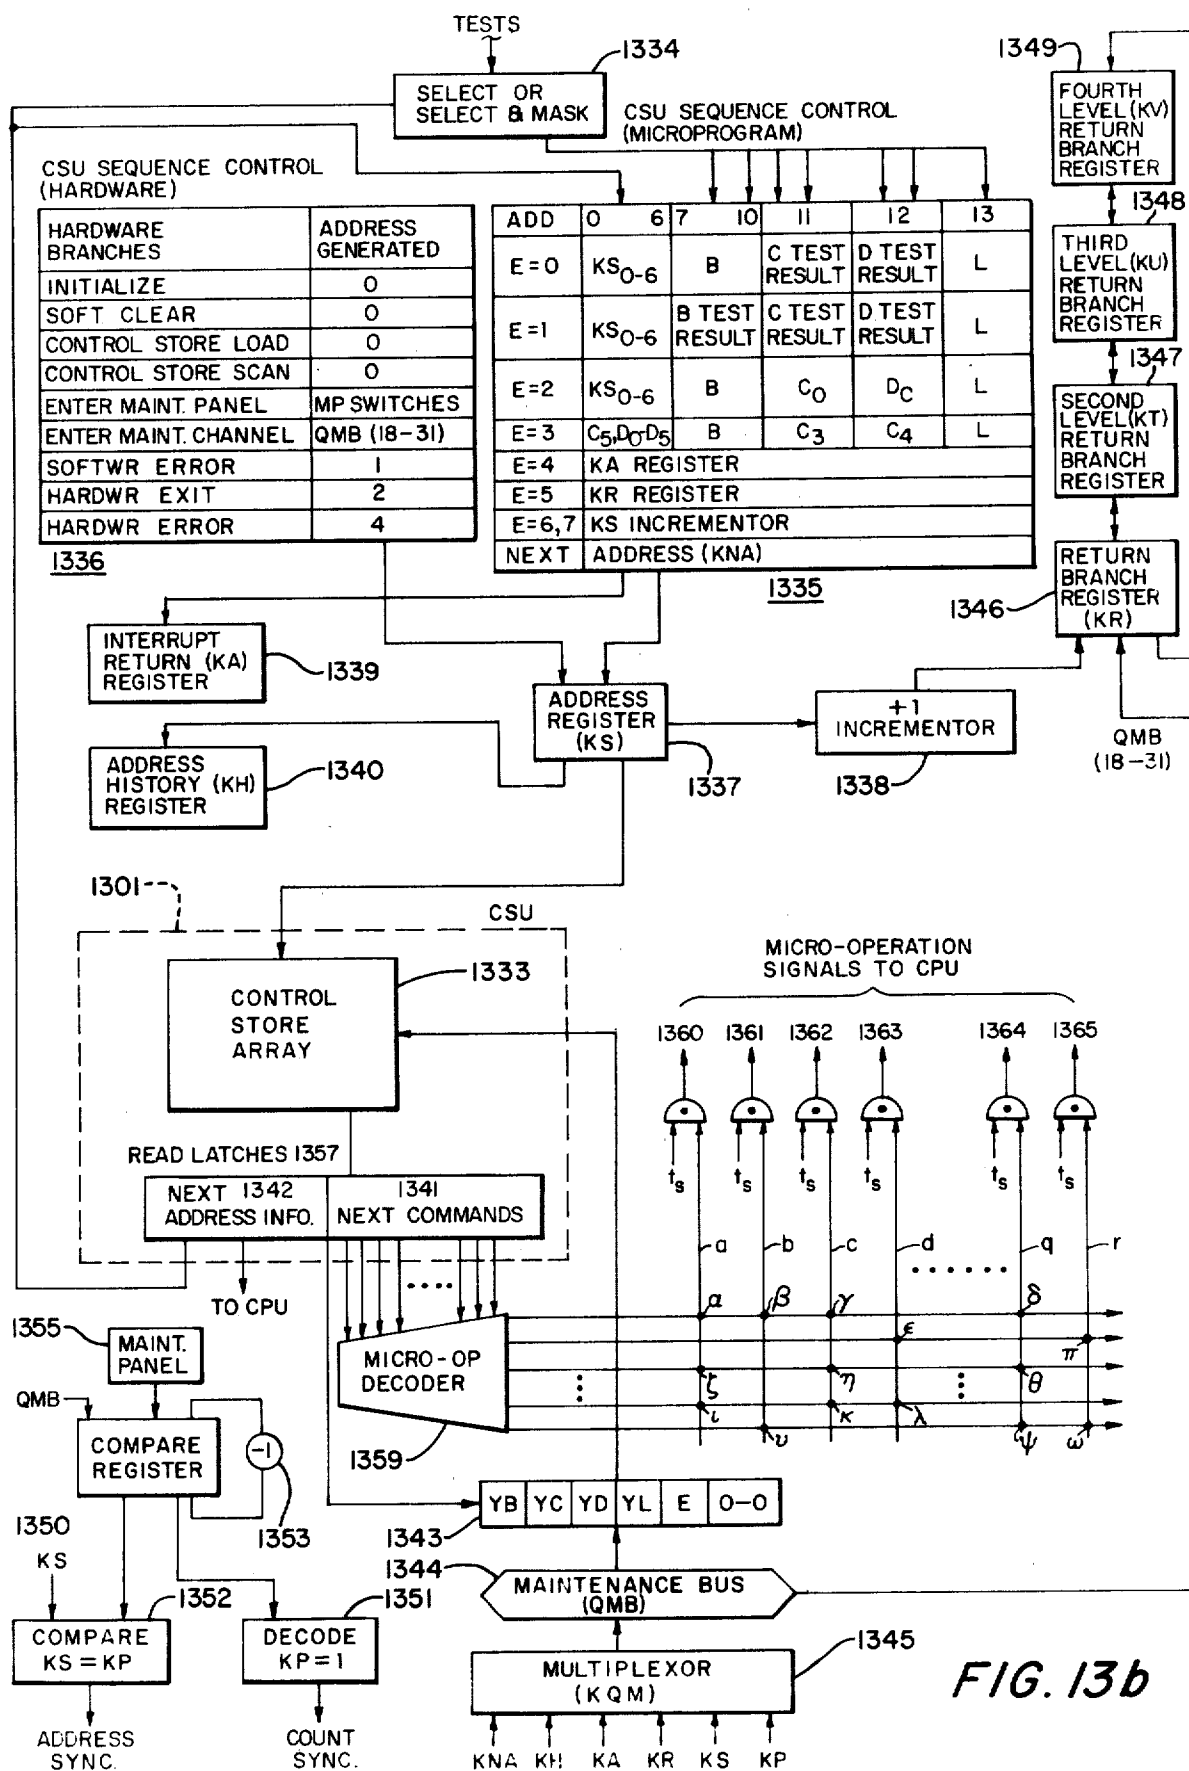 TESTS
1334
SELECT OR
SELECT & MASK
CSU SEQUENCE CONTROL
(MICROPROGRAM)
1349
FOURTH
LEVEL (KV)
RETURN
BRANCH
REGISTER
1348
THIRD
LEVEL (KU)
RETURN
BRANCH
REGISTER
1347
SECOND
LEVEL (KT)
RETURN
BRANCH
REGISTER
RETURN
BRANCH
REGISTER
(KR)
1346
QMB
(18-31)
CSU SEQUENCE CONTROL
(HARDWARE)
HARDWARE BRANCHES ADDRESS GENERATED
INITIALIZE 0
SOFT CLEAR 0
CONTROL STORE LOAD 0
CONTROL STORE SCAN 0
ENTER MAINT. PANEL MP SWITCHES
ENTER MAINT. CHANNEL QMB (18-31)
SOFTWR ERROR 1
HARDWR EXIT 2
HARDWR ERROR 4
1336
ADD 0 6 7 10 11 12 13
E=0 KS0-6 B C TEST RESULT D TEST RESULT L
E=1 KS0-6 B TEST RESULT C TEST RESULT D TEST RESULT L
E=2 KS0-6 B C0 DC L
E=3 C5,D0-D5 B C3 C4 L
E=4 KA REGISTER
E=5 KR REGISTER
E=6,7 KS INCREMENTOR
NEXT ADDRESS (KNA)
1335
INTERRUPT
RETURN (KA)
REGISTER
1339
ADDRESS
HISTORY (KH)
REGISTER
1340
ADDRESS
REGISTER
(KS)
1337
+1
INCREMENTOR
1338
1301
CSU
CONTROL
STORE
ARRAY
1333
READ LATCHES 1357
NEXT 1342
ADDRESS INFO.
1341
NEXT COMMANDS
TO CPU
MICRO-OPERATION
SIGNALS TO CPU
1360 1361 1362 1363 1364 1365
ts ts ts ts ts ts
a b c d q r
α β γ δ
ε π
ζ η θ
ι κ λ
υ ψ ω
MICRO-OP
DECODER
1359
1355
MAINT.
PANEL
QMB
COMPARE
REGISTER
-1
1353
1350
KS
1352
COMPARE
KS=KP
ADDRESS
SYNC.
1351
DECODE
KP=1
COUNT
SYNC.
YB YC YD YL E 0-0
1343
1344
MAINTENANCE BUS
(QMB)
1345
MULTIPLEXOR
(KQM)
KNA KH KA KR KS KP
FIG. 13b